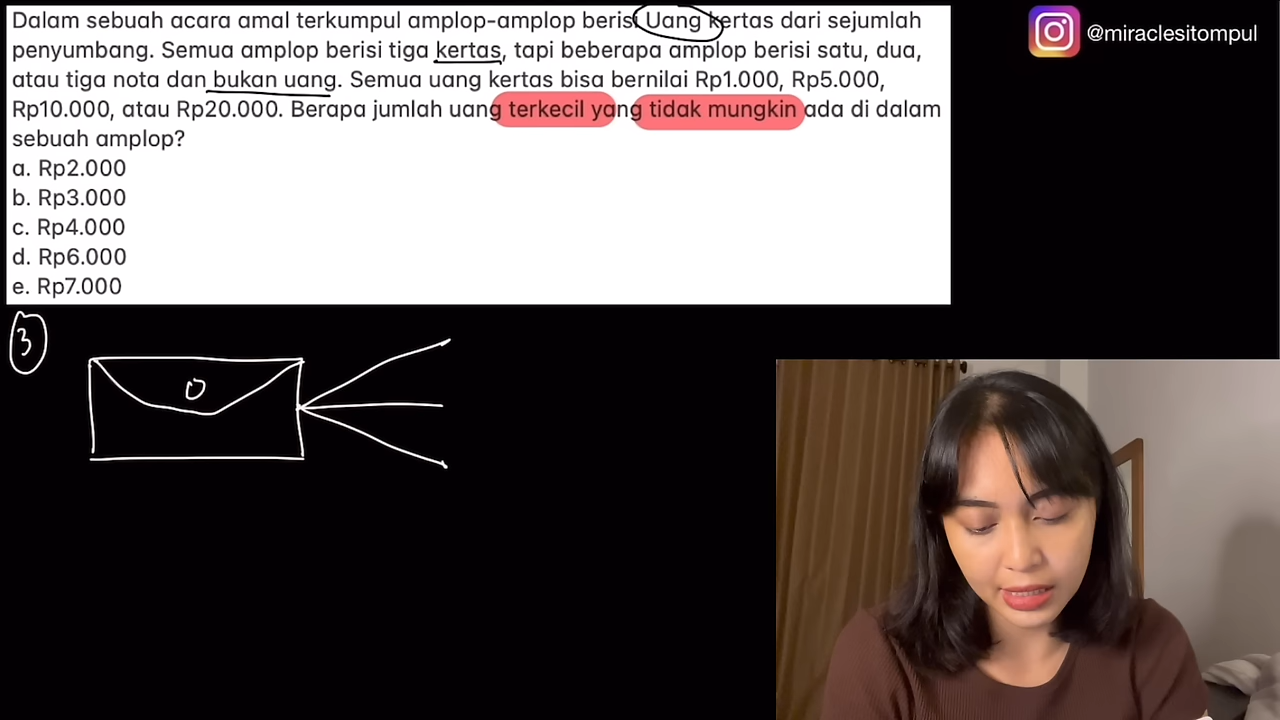 Dalam sebuah acara amal terkumpul amplop-amplop berisi Uang kertas dari sejumlah
penyumbang. Semua amplop berisi tiga kertas, tapi beberapa amplop berisi satu, dua,
atau tiga nota dan bukan uang. Semua uang kertas bisa bernilai Rp1.000, Rp5.000,
Rp10.000, atau Rp20.000. Berapa jumlah uang terkecil yang tidak mungkin ada di dalam
sebuah amplop?
a. Rp2.000
b. Rp3.000
c. Rp4.000
d. Rp6.000
e. Rp7.000
@miraclesitompul
3
0